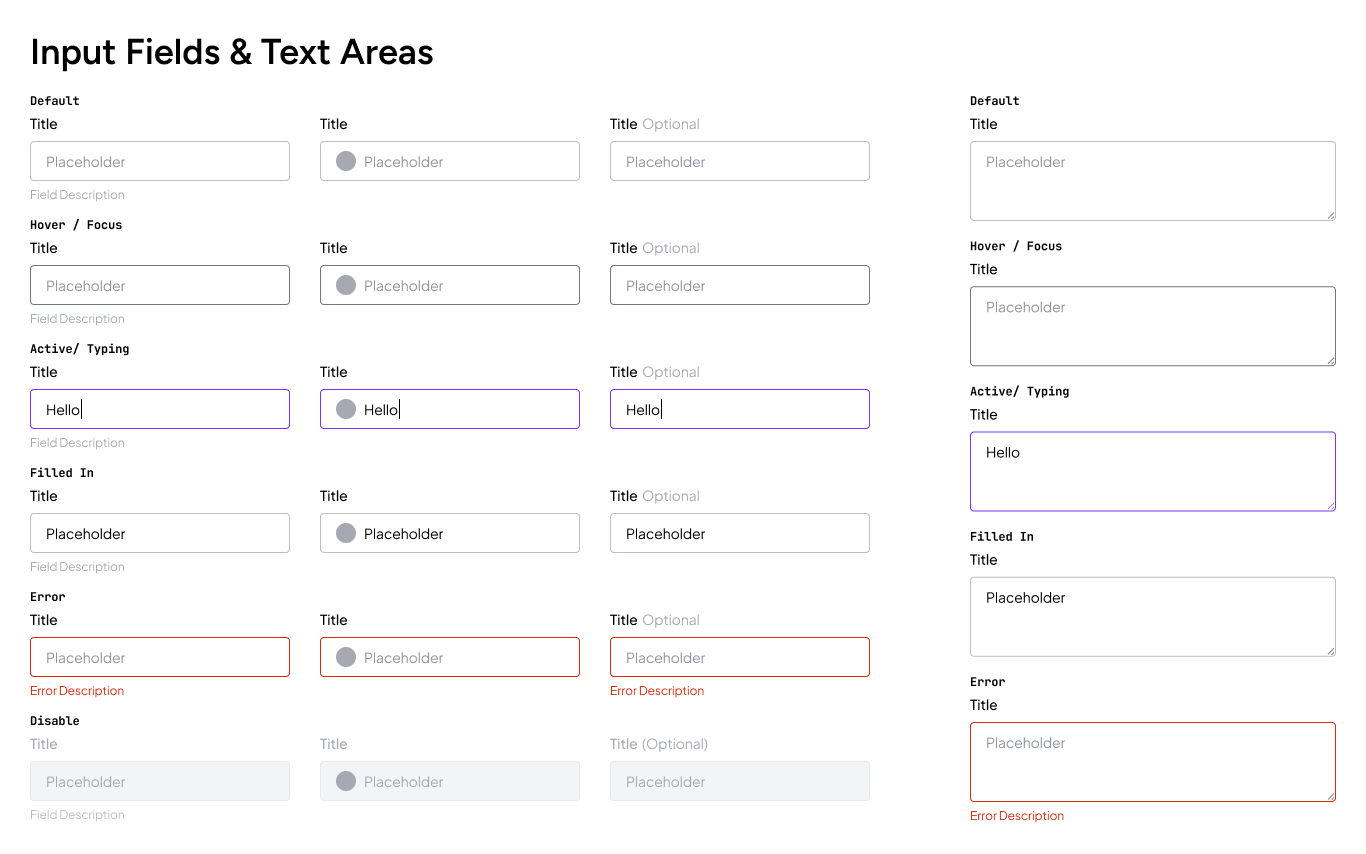 Input Fields & Text Areas
Default
Title
Title
Title Optional
Placeholder
Placeholder
Placeholder
Field Description
Hover / Focus
Title
Title
Title Optional
Placeholder
Placeholder
Placeholder
Field Description
Active/ Typing
Title
Title
Title Optional
Hello
Hello
Hello
Field Description
Filled In
Title
Title
Title Optional
Placeholder
Placeholder
Placeholder
Field Description
Error
Title
Title
Title Optional
Placeholder
Placeholder
Placeholder
Error Description
Error Description
Disable
Title
Title
Title (Optional)
Placeholder
Placeholder
Placeholder
Field Description
Default
Title
Placeholder
Hover / Focus
Title
Placeholder
Active/ Typing
Title
Hello
Filled In
Title
Placeholder
Error
Title
Placeholder
Error Description